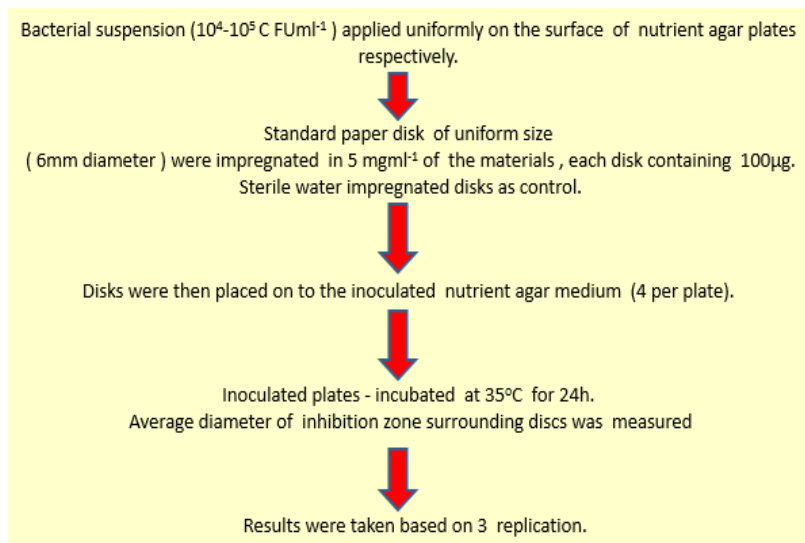 Bacterial suspension (10⁴-10⁵ C FUml⁻¹ ) applied uniformly on the surface of nutrient agar plates
respectively.
Standard paper disk of uniform size
( 6mm diameter ) were impregnated in 5 mgml⁻¹ of the materials , each disk containing 100µg.
Sterile water impregnated disks as control.
Disks were then placed on to the inoculated nutrient agar medium (4 per plate).
Inoculated plates - incubated at 35⁰C for 24h.
Average diameter of inhibition zone surrounding discs was measured
Results were taken based on 3 replication.